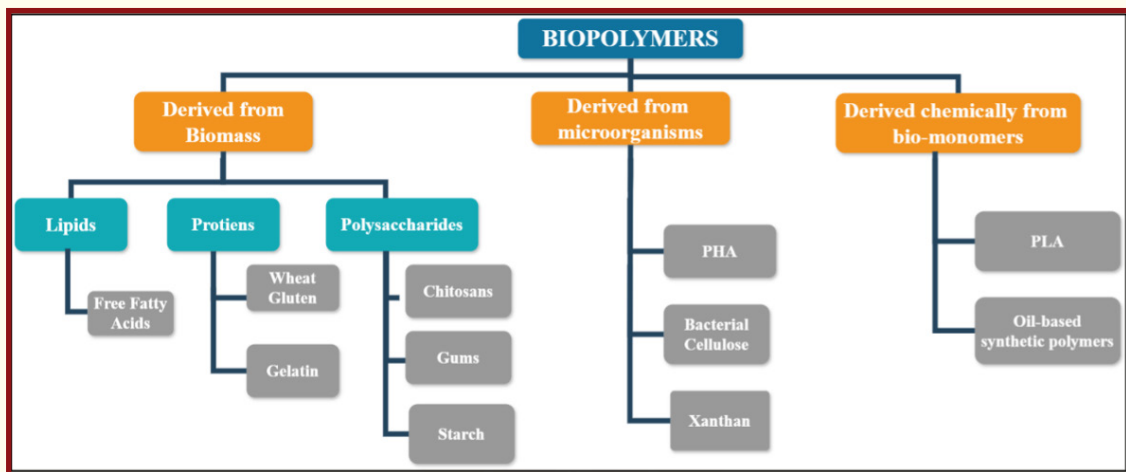 BIOPOLYMERS
Derived from
Biomass
Derived from
microorganisms
Derived chemically from
bio-monomers
Lipids
Protiens
Polysaccharides
Free Fatty
Acids
Wheat
Gluten
Gelatin
Chitosans
Gums
Starch
PHA
Bacterial
Cellulose
Xanthan
PLA
Oil-based
synthetic polymers